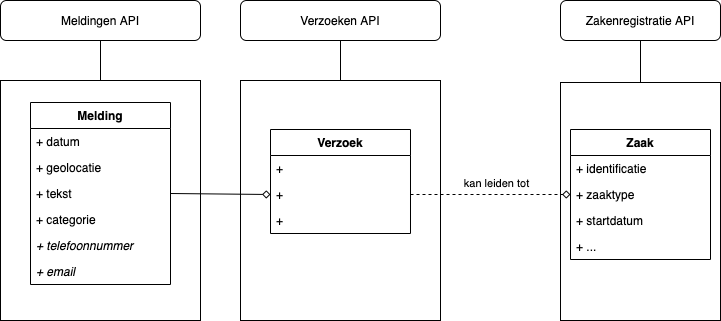 Meldingen API
Verzoeken API
Zakenregistratie API
Melding
+ datum
+ geolocatie
+ tekst
+ categorie
+ telefoonnummer
+ email
Verzoek
+
+
+
kan leiden tot
Zaak
+ identificatie
+ zaaktype
+ startdatum
+ ...